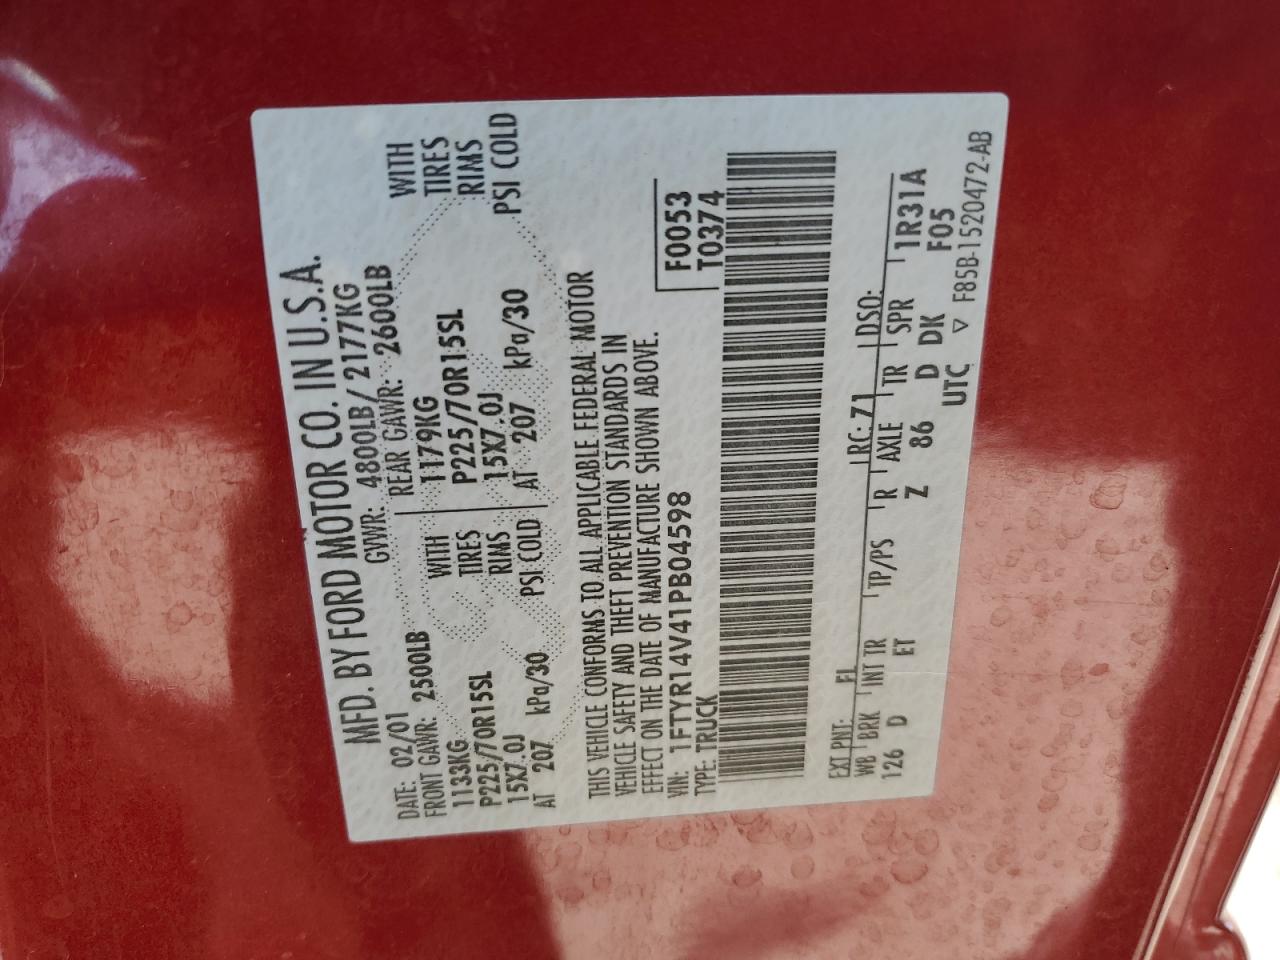 MFD. BY FORD MOTOR CO. IN U.S.A.
DATE: 02/01 GVWR: 4800LB/ 2177KG
FRONT GAWR: 2500LB REAR GAWR: 2600LB
1133KG WITH 1179KG WITH
P225/70R15SL TIRES P225/70R15SL TIRES
15X7.0J RIMS 15X7.0J RIMS
AT 207 kPa/30 PSI COLD AT 207 kPa/30 PSI COLD
THIS VEHICLE CONFORMS TO ALL APPLICABLE FEDERAL MOTOR
VEHICLE SAFETY AND THEFT PREVENTION STANDARDS IN
EFFECT ON THE DATE OF MANUFACTURE SHOWN ABOVE.
VIN: 1FTYR14V41PB04598 F0053
TYPE: TRUCK T0374
EXT PNT: FL RC: 71 DSO:
WB BRK INT TR TP/PS R AXLE TR SPR 1R31A
126 D ET Z 86 D DK F05
UTC ▽ F85B-1520472-AB